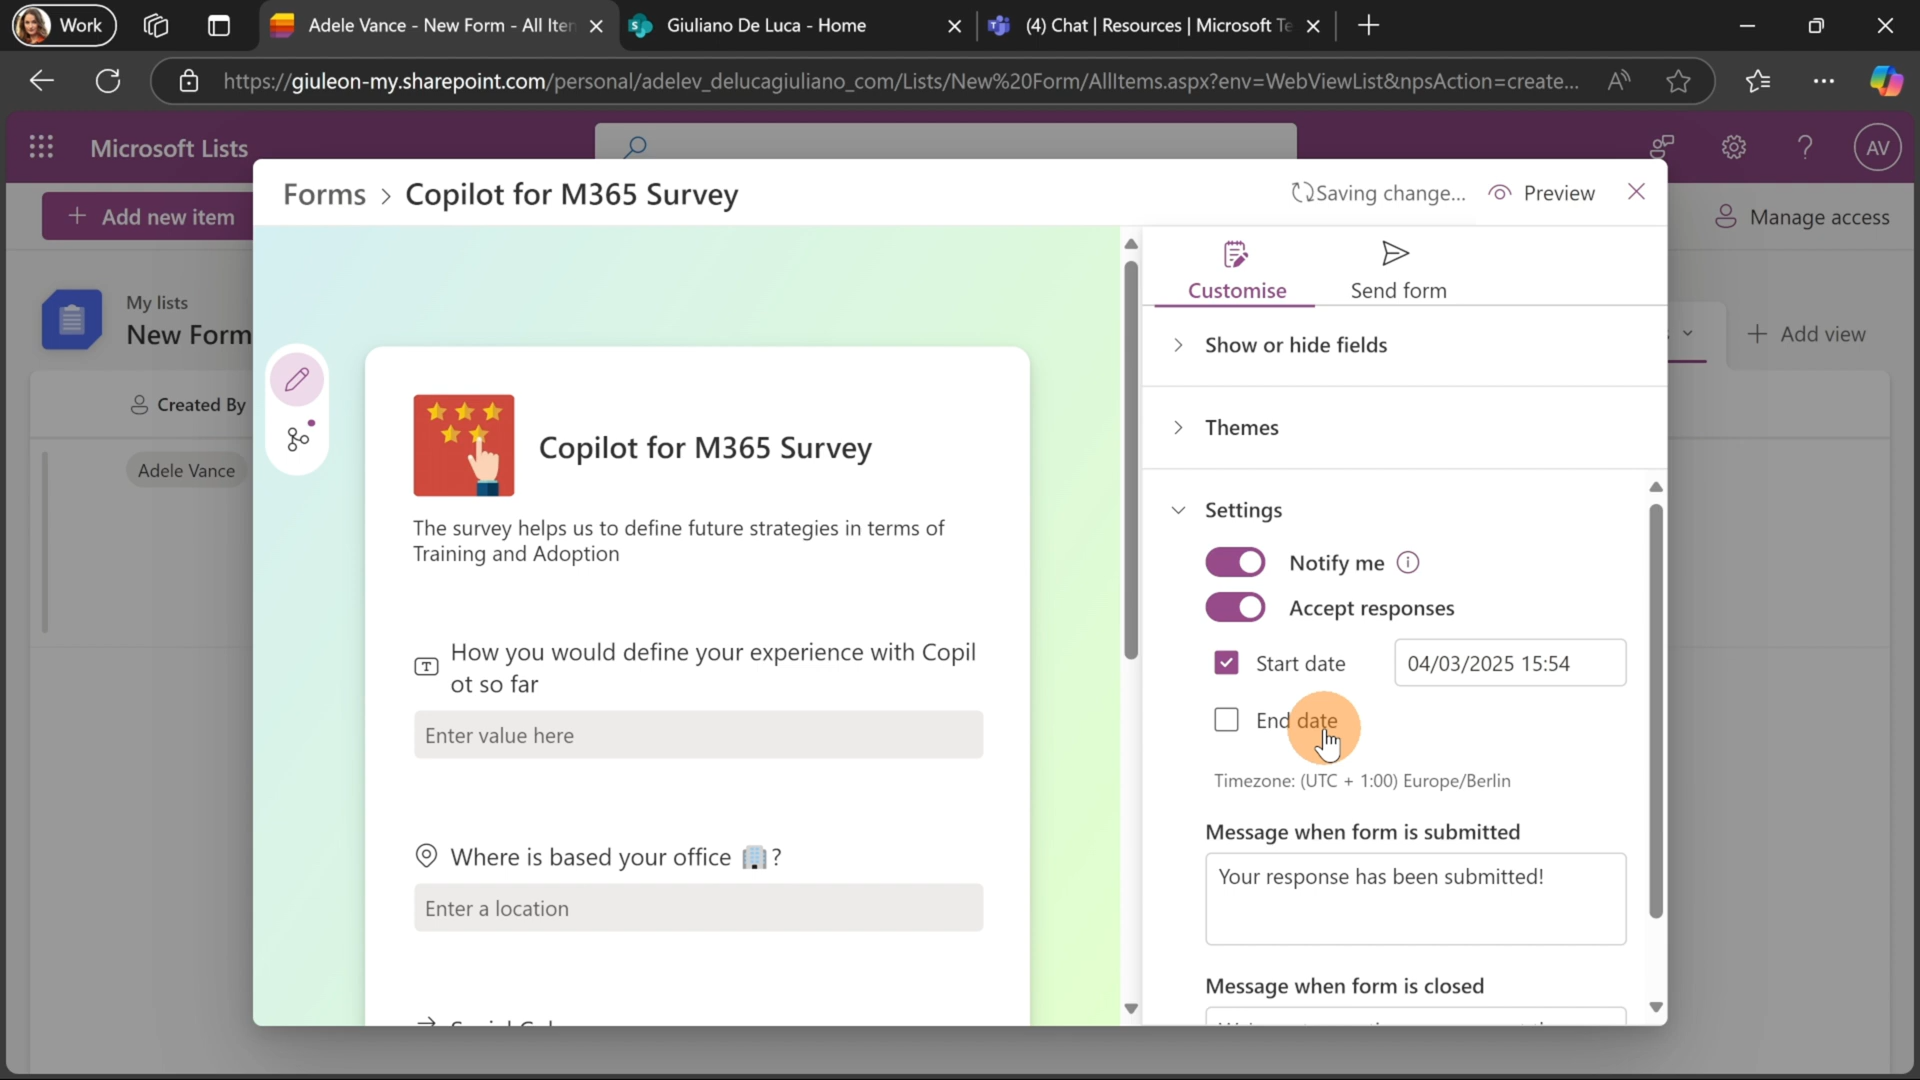 Work
Adele Vance - New Form - All Iten
Giuliano De Luca - Home
(4) Chat | Resources | Microsoft Te
https://giuleon-my.sharepoint.com/personal/adelev_delucagiuliano_com/Lists/New%20Form/AllItems.aspx?env=WebViewList&npsAction=create...
Microsoft Lists
AV
Forms > Copilot for M365 Survey
Saving change...
Preview
+ Add new item
Manage access
Customise
Send form
My lists
New Form
Show or hide fields
+ Add view
Created By
Themes
Copilot for M365 Survey
Adele Vance
Settings
The survey helps us to define future strategies in terms of
Training and Adoption
Notify me
Accept responses
How you would define your experience with Copil
ot so far
Start date
04/03/2025 15:54
Enter value here
End date
Timezone: (UTC + 1:00) Europe/Berlin
Message when form is submitted
Where is based your office 🏢?
Your response has been submitted!
Enter a location
Message when form is closed